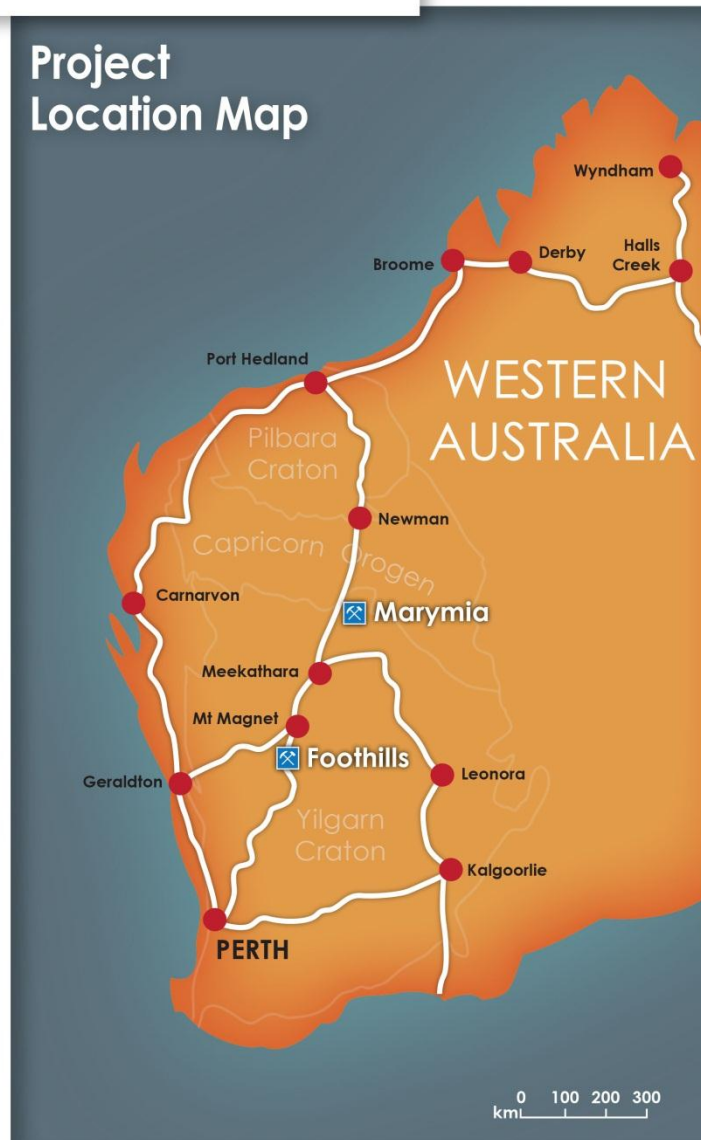 Project
Location Map
Wyndham
Broome
Derby
Halls
Creek
Port Hedland
WESTERN
AUSTRALIA
Pilbara
Craton
Newman
Capricorn Orogen
Carnarvon
Marymia
Meekathara
Mt Magnet
Foothills
Geraldton
Leonora
Yilgarn
Craton
Kalgoorlie
PERTH
0 100 200 300
km